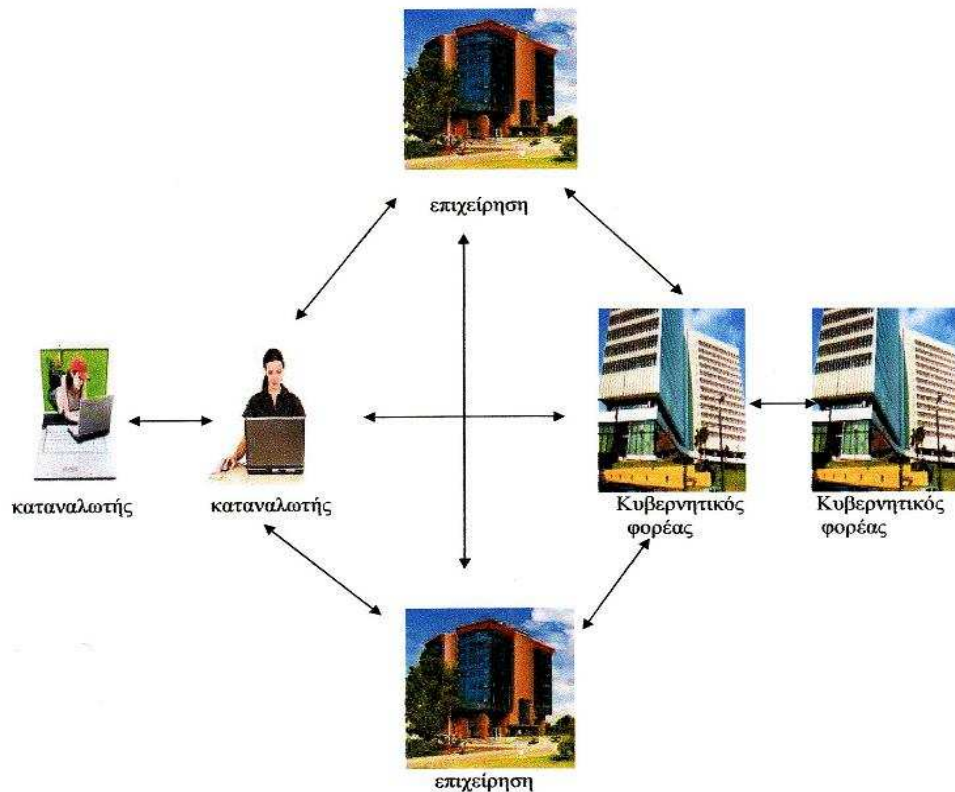 επιχείρηση
καταναλωτής
καταναλωτής
Κυβερνητικός
φορέας
Κυβερνητικός
φορέας
επιχείρηση